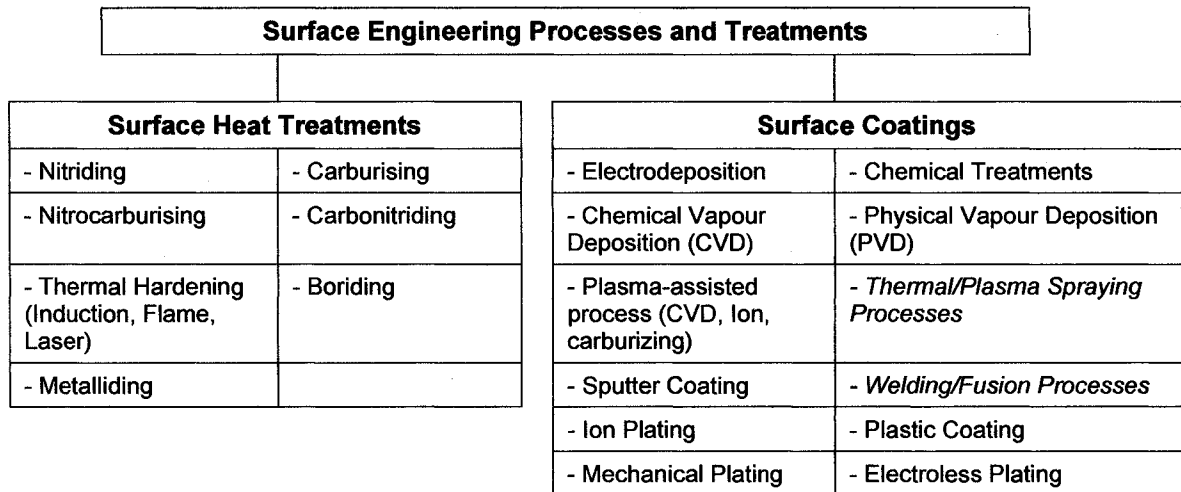 Surface Engineering Processes and Treatments
Surface Heat Treatments
- Nitriding
- Carburising
- Nitrocarburising
- Carbonitriding
- Thermal Hardening
(Induction, Flame,
Laser)
- Boriding
- Metalliding
Surface Coatings
- Electrodeposition
- Chemical Treatments
- Chemical Vapour
Deposition (CVD)
- Physical Vapour Deposition
(PVD)
- Plasma-assisted
process (CVD, Ion,
carburizing)
- Thermal/Plasma Spraying
Processes
- Sputter Coating
- Welding/Fusion Processes
- Ion Plating
- Plastic Coating
- Mechanical Plating
- Electroless Plating